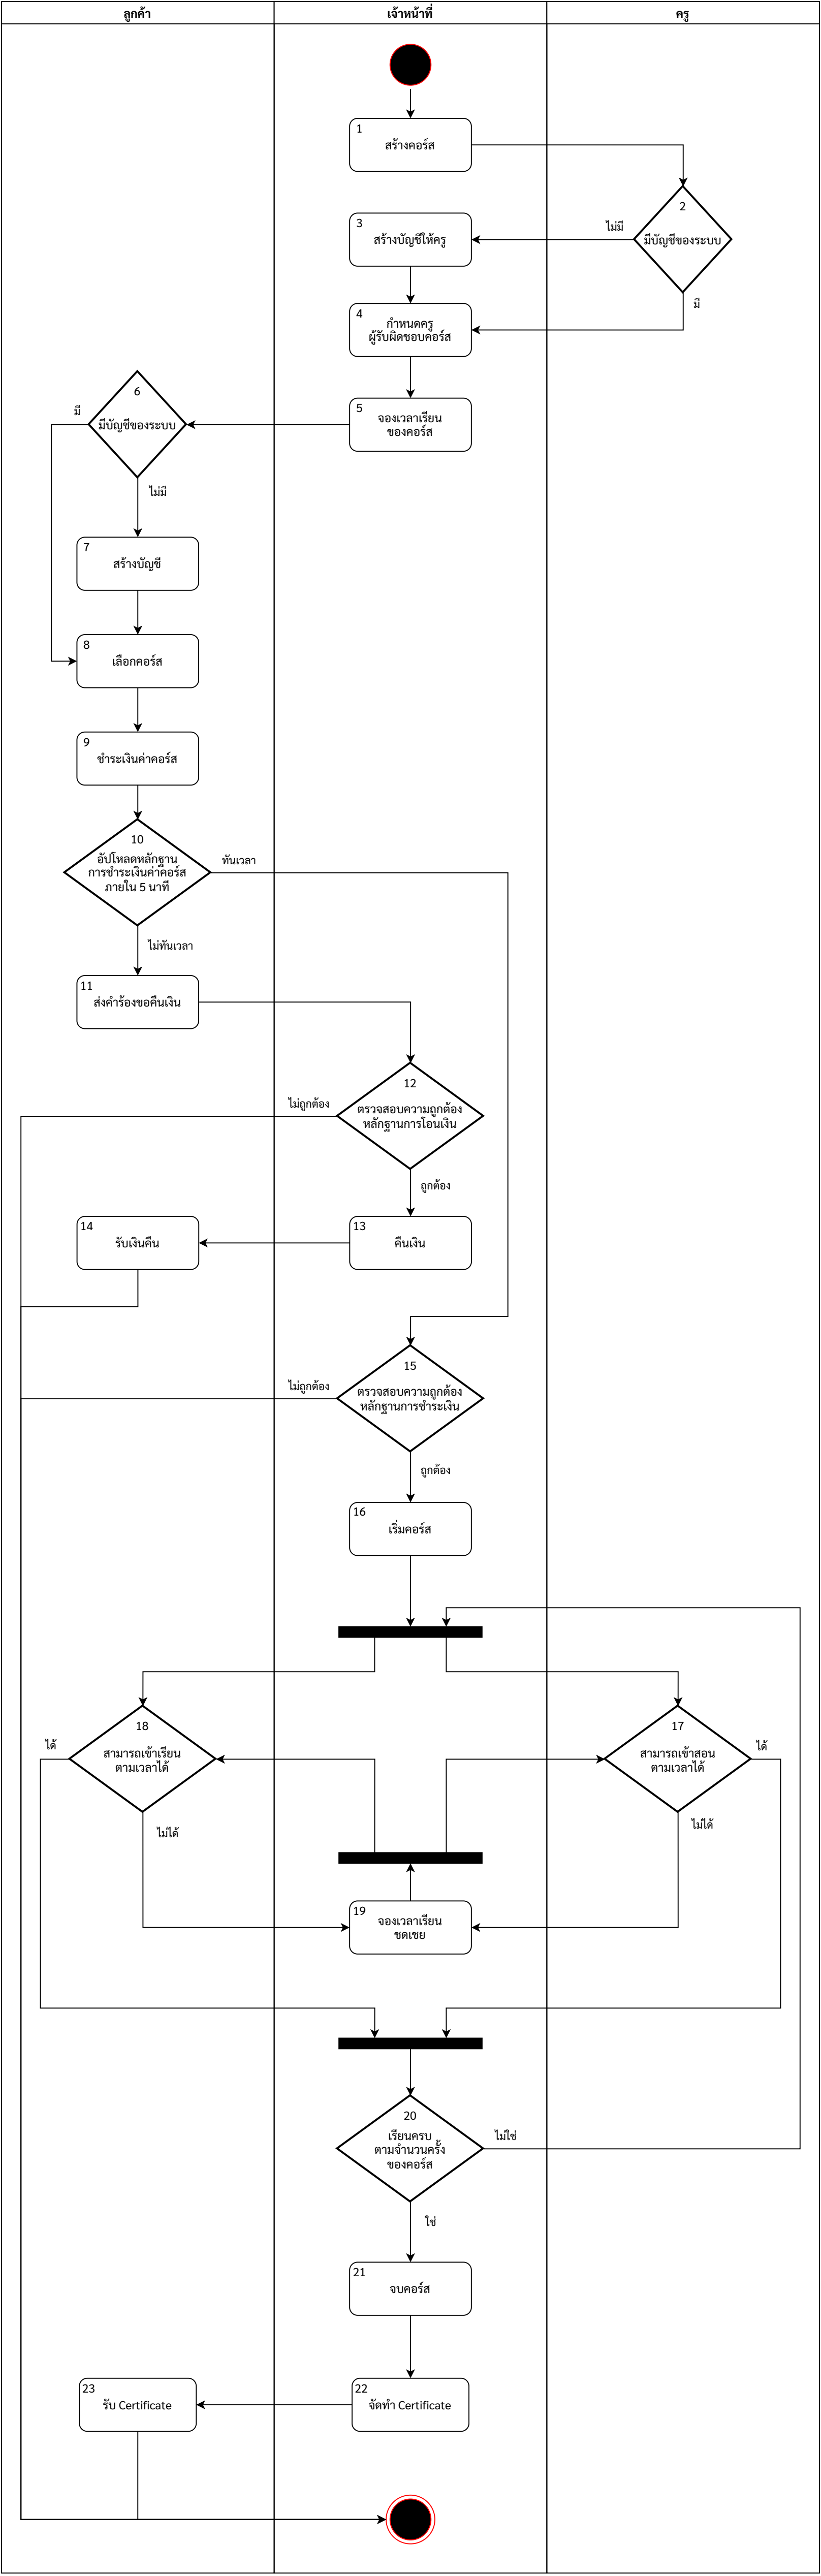 ลูกค้า
เจ้าหน้าที่
ครู
1
สร้างคอร์ส
2
มีบัญชีของระบบ
ไม่มี
มี
3
สร้างบัญชีให้ครู
4
กำหนดครู
ผู้รับผิดชอบคอร์ส
5
จองเวลาเรียน
ของคอร์ส
6
มีบัญชีของระบบ
มี
ไม่มี
7
สร้างบัญชี
8
เลือกคอร์ส
9
ชำระเงินค่าคอร์ส
10
อัปโหลดหลักฐาน
การชำระเงินค่าคอร์ส
ภายใน 5 นาที
ทันเวลา
ไม่ทันเวลา
11
ส่งคำร้องขอคืนเงิน
12
ตรวจสอบความถูกต้อง
หลักฐานการโอนเงิน
ไม่ถูกต้อง
ถูกต้อง
13
คืนเงิน
14
รับเงินคืน
15
ตรวจสอบความถูกต้อง
หลักฐานการชำระเงิน
ไม่ถูกต้อง
ถูกต้อง
16
เริ่มคอร์ส
18
สามารถเข้าเรียน
ตามเวลาได้
ได้
ไม่ได้
17
สามารถเข้าสอน
ตามเวลาได้
ได้
ไม่ได้
19
จองเวลาเรียน
ชดเชย
20
เรียนครบ
ตามจำนวนครั้ง
ของคอร์ส
ไม่ใช่
ใช่
21
จบคอร์ส
22
จัดทำ Certificate
23
รับ Certificate